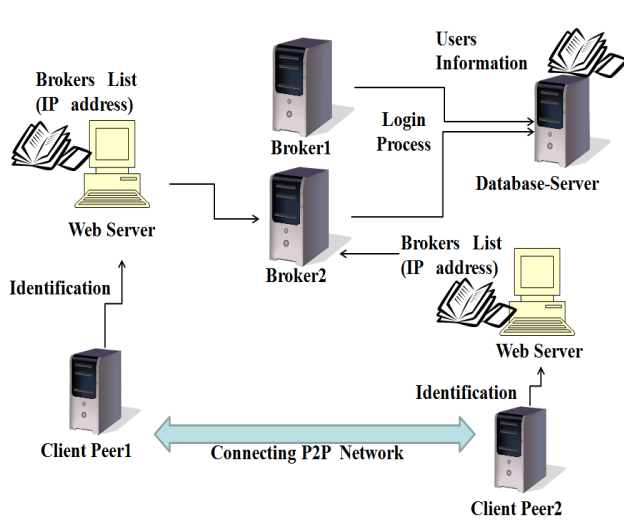 Users
Information
Brokers List
(IP address)
Login
Process
Broker1
Database-Server
Web Server
Broker2
Brokers List
(IP address)
Identification
Web Server
Identification
Client Peer1
Connecting P2P Network
Client Peer2